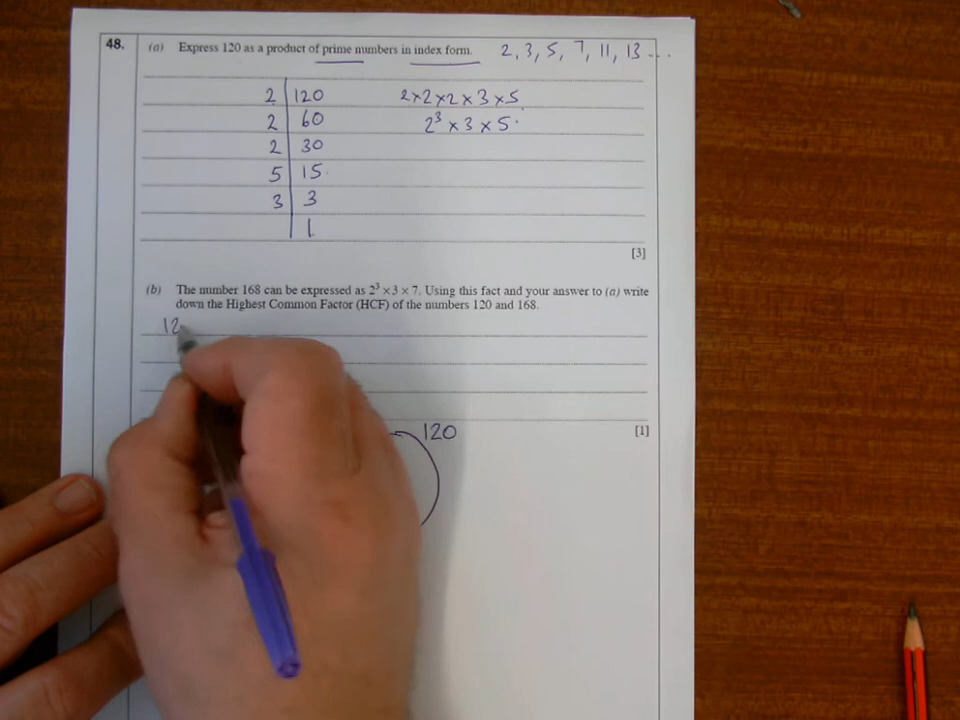 48. (a) Express 120 as a product of prime numbers in index form. 2, 3, 5, 7, 11, 13 ...
2 | 120 2×2×2×3×5
2 | 60 2³×3×5
2 | 30
5 | 15
3 | 3
| 1
[3]
(b) The number 168 can be expressed as 2³ × 3 × 7. Using this fact and your answer to (a) write
down the Highest Common Factor (HCF) of the numbers 120 and 168.
12
120 [1]